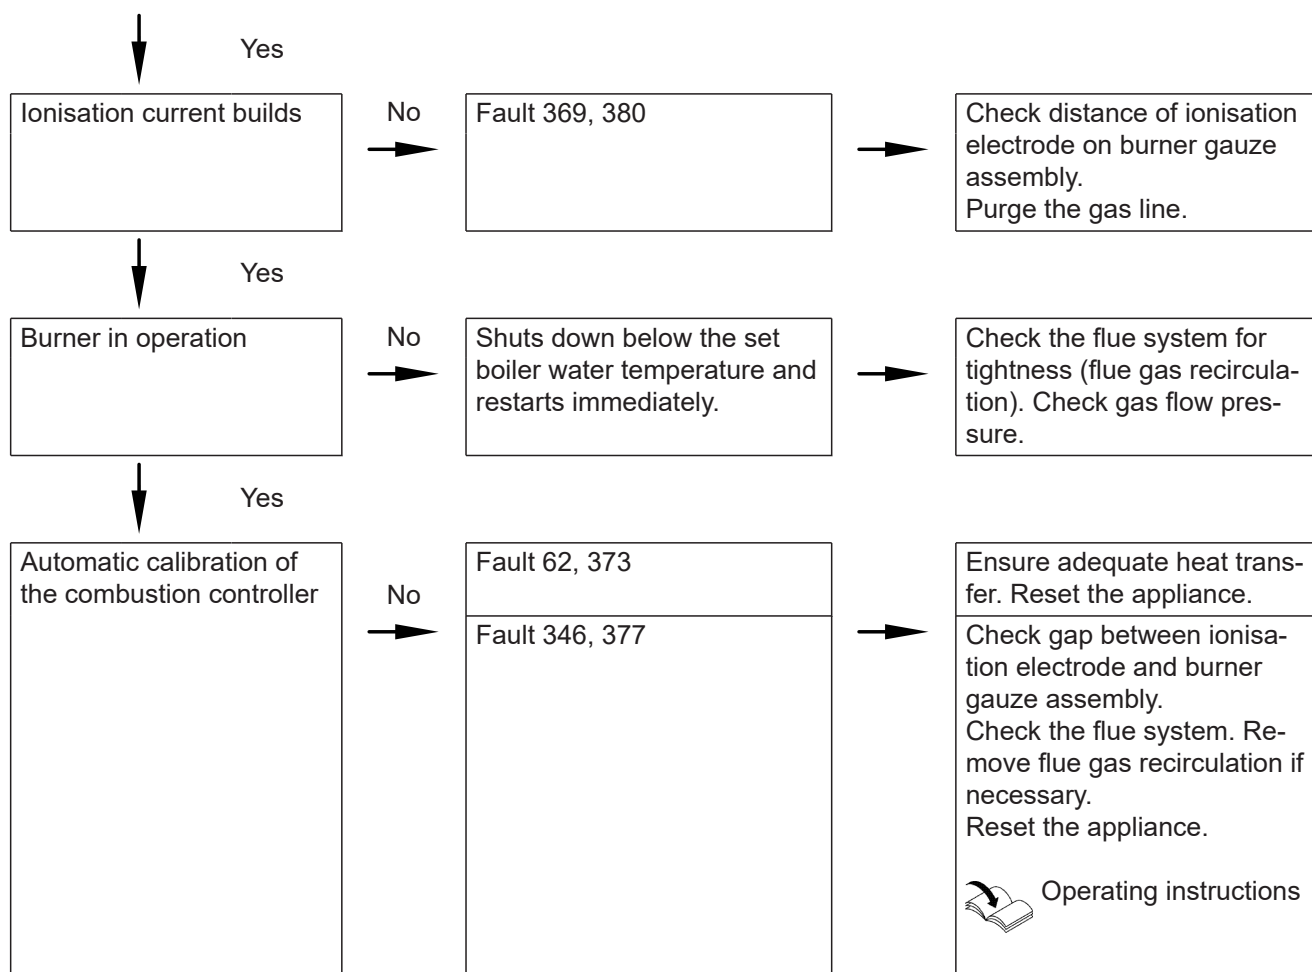 Yes
Ionisation current builds
No
Fault 369, 380
Check distance of ionisation
electrode on burner gauze
assembly.
Purge the gas line.
Yes
Burner in operation
No
Shuts down below the set
boiler water temperature and
restarts immediately.
Check the flue system for
tightness (flue gas recircula-
tion). Check gas flow pres-
sure.
Yes
Automatic calibration of
the combustion controller
No
Fault 62, 373
Ensure adequate heat trans-
fer. Reset the appliance.
Fault 346, 377
Check gap between ionisa-
tion electrode and burner
gauze assembly.
Check the flue system. Re-
move flue gas recirculation if
necessary.
Reset the appliance.
Operating instructions